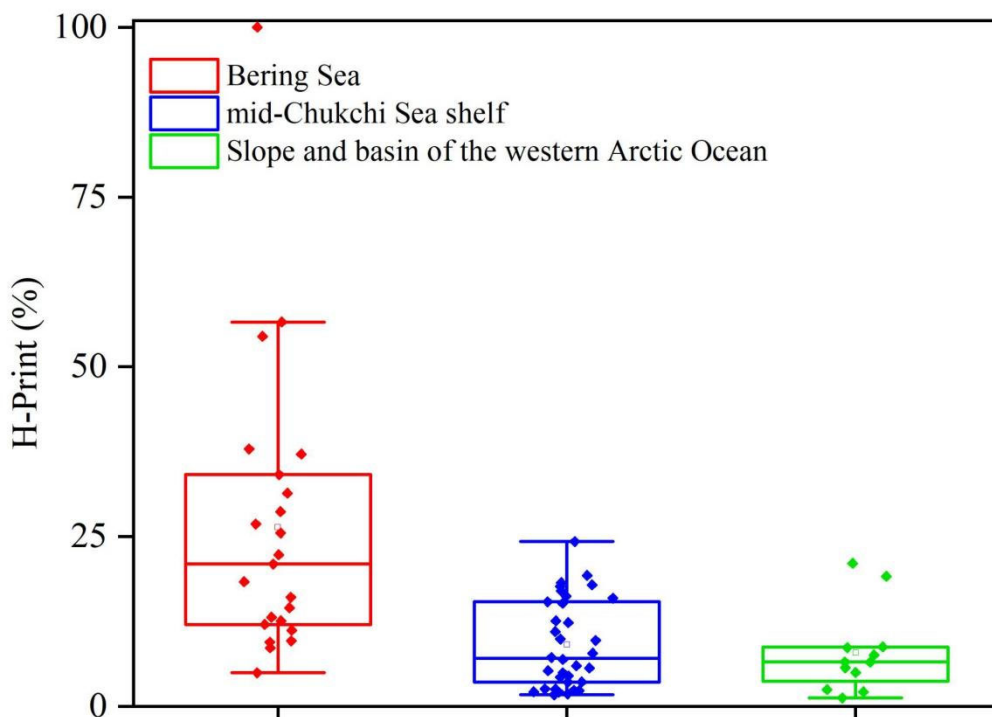 100
Bering Sea
mid-Chukchi Sea shelf
Slope and basin of the western Arctic Ocean
75
H-Print (%)
50
25
0